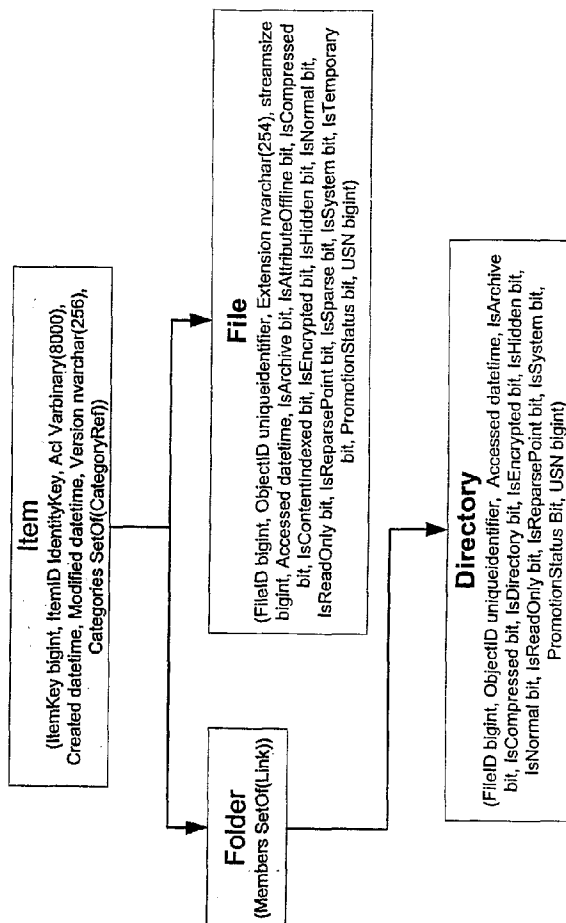 Item
(ItemKey bigint, ItemID IdentityKey, Acl Varbinary(8000),
Created datetime, Modified datetime, Version nvarchar(256),
Categories SetOf(CategoryRef))
Folder
(Members SetOf(Link))
File
(FileID bigint, ObjectID uniqueidentifier, Extension nvarchar(254), streamsize
bigint, Accessed datetime, IsArchive bit, IsAttributeOffline bit, IsCompressed
bit, IsContentIndexed bit, IsEncrypted bit, IsHidden bit, IsNormal bit,
IsReadOnly bit, IsReparsePoint bit, IsSparse bit, IsSystem bit, IsTemporary
bit, PromotionStatus bit, USN bigint)
Directory
(FileID bigint, ObjectID uniqueidentifier, Accessed datetime, IsArchive
bit, IsCompressed bit, IsDirectory bit, IsEncrypted bit, IsHidden bit,
IsNormal bit, IsReadOnly bit, IsReparsePoint bit, IsSystem bit,
PromotionStatus Bit, USN bigint)